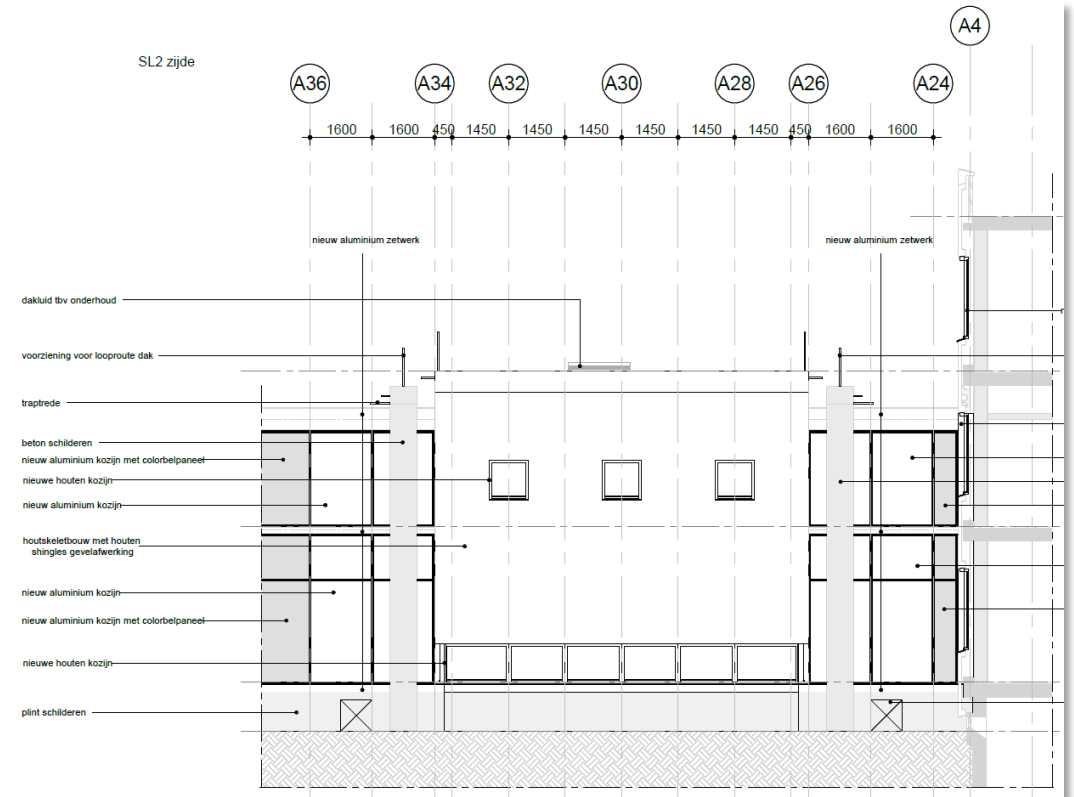 A4
SL2 zijde
A36 A34 A32 A30 A28 A26 A24
1600 1600 450 1450 1450 1450 1450 1450 1450 450 1600 1600
nieuw aluminium zetwerk
nieuw aluminium zetwerk
dakluid tbv onderhoud
voorziening voor looproute dak
traptrede
beton schilderen
nieuw aluminium kozijn met colorbelpaneel
nieuwe houten kozijn
nieuw aluminium kozijn
houtskeletbouw met houten
shingles gevelafwerking
nieuw aluminium kozijn
nieuw aluminium kozijn met colorbelpaneel
nieuwe houten kozijn
plint schilderen